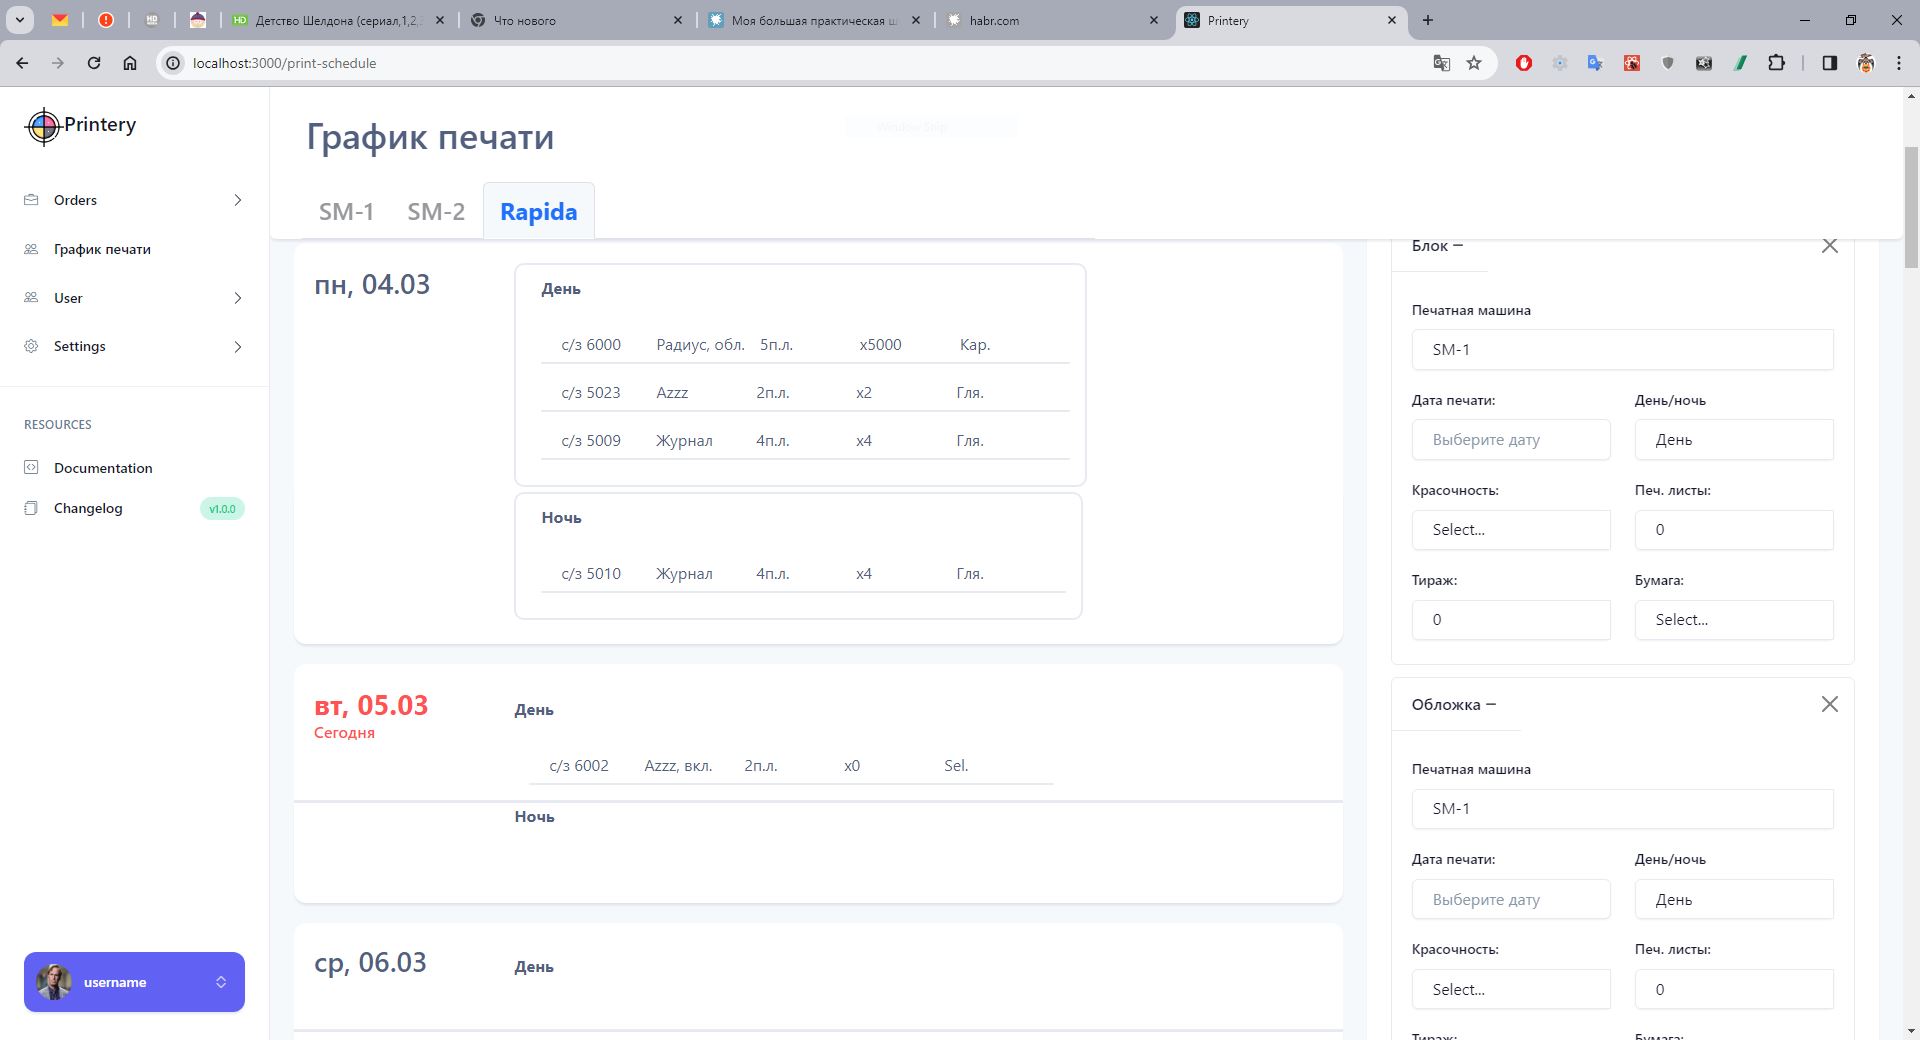 HD
Детство Шелдона (сериал,1,2,
Что нового
Моя большая практическая ш
habr.com
Printery
localhost:3000/print-schedule
Printery
Orders
График печати
User
Settings
RESOURCES
Documentation
Changelog
v1.0.0
username
График печати
Window Snip
SM-1
SM-2
Rapida
пн, 04.03
День
с/з 6000 Радиус, обл. 5п.л. x5000 Кар.
с/з 5023 Azzz 2п.л. x2 Гля.
с/з 5009 Журнал 4п.л. x4 Гля.
Ночь
с/з 5010 Журнал 4п.л. x4 Гля.
вт, 05.03
Сегодня
День
с/з 6002 Azzz, вкл. 2п.л. x0 Sel.
Ночь
ср, 06.03
День
Блок –
Печатная машина
SM-1
Дата печати: День/ночь
Выберите дату День
Красочность: Печ. листы:
Select... 0
Тираж: Бумага:
0 Select...
Обложка –
Печатная машина
SM-1
Дата печати: День/ночь
Выберите дату День
Красочность: Печ. листы:
Select... 0
Тираж: Бумага: